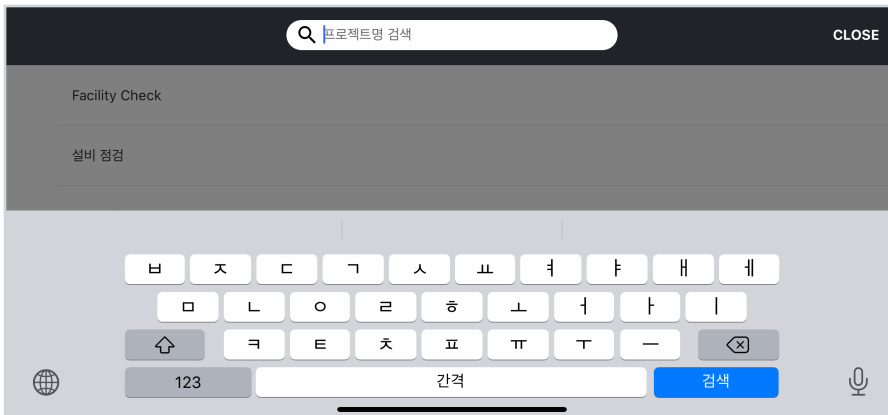 프로젝트명 검색
CLOSE
Facility Check
설비 점검
ㅂ ㅈ ㄷ ㄱ ㅅ ㅛ ㅕ ㅑ ㅐ ㅔ
ㅁ ㄴ ㅇ ㄹ ㅎ ㅗ ㅓ ㅏ ㅣ
ㅋ ㅌ ㅊ ㅍ ㅠ ㅜ ㅡ
123 간격 검색